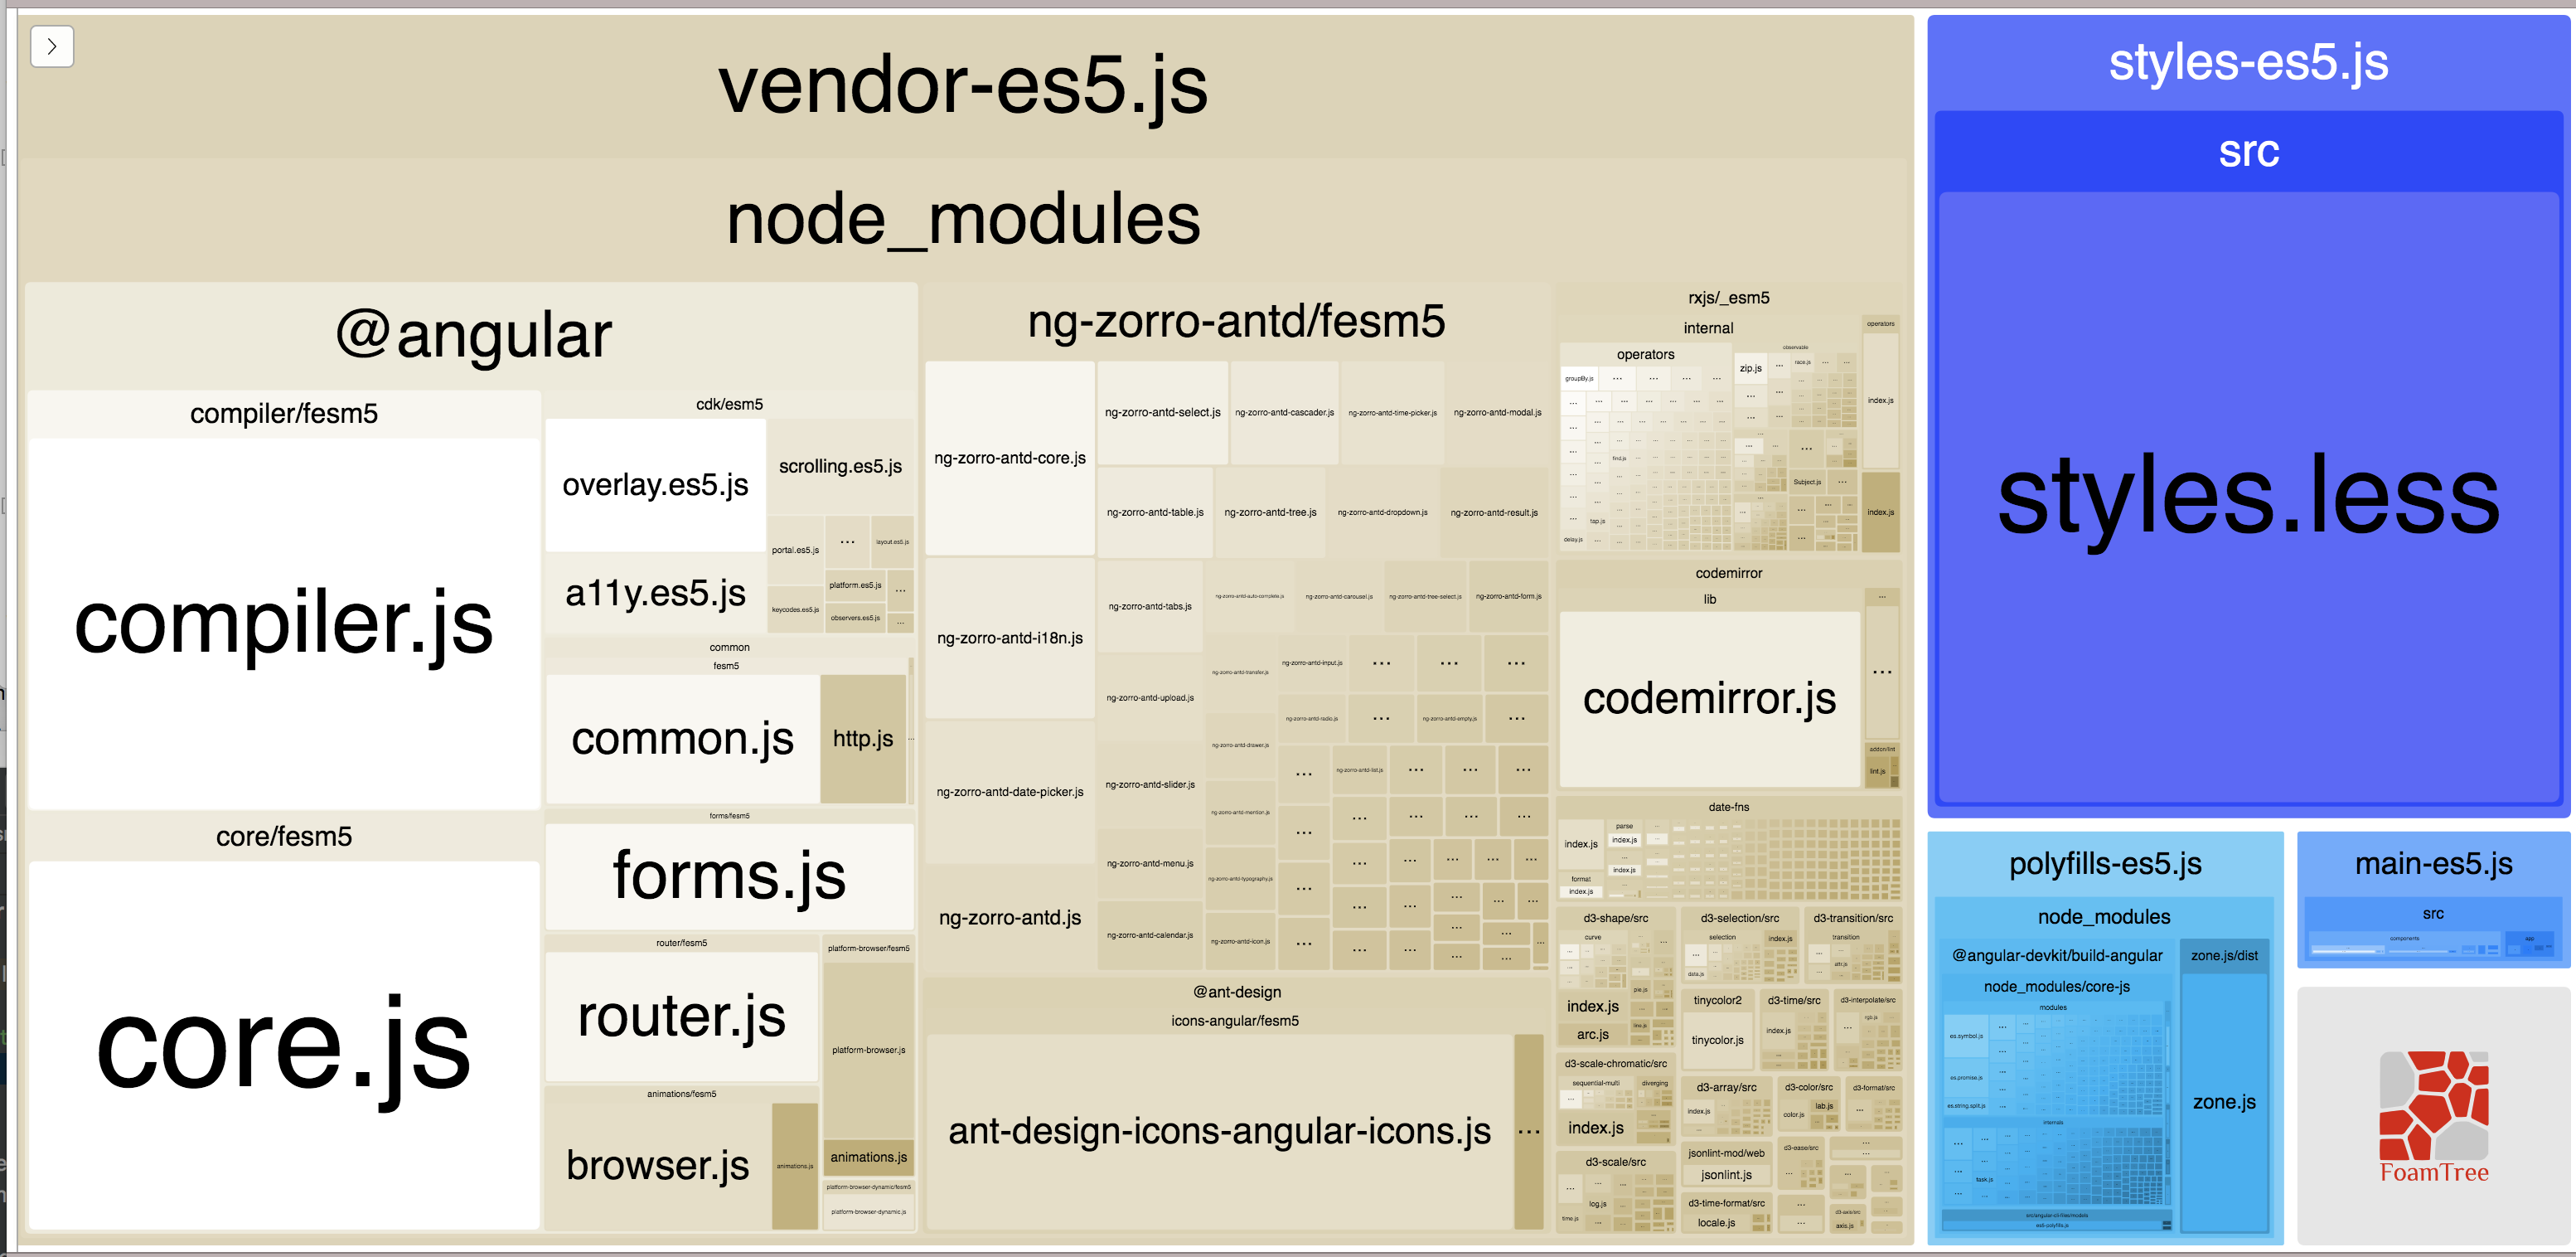 vendor-es5.js
node_modules
@angular
compiler/fesm5
compiler.js
core/fesm5
core.js
cdk/esm5
overlay.es5.js
scrolling.es5.js
a11y.es5.js
portal.es5.js
...
layout.es5.js
keycodes.es5.js
platform.es5.js
...
observers.es5.js
...
common
fesm5
common.js
http.js
...
forms/fesm5
forms.js
router/fesm5
router.js
platform-browser/fesm5
platform-browser.js
animations.js
animations/fesm5
browser.js
animations.js
platform-browser-dynamic/fesm5
platform-browser-dynamic.js
ng-zorro-antd/fesm5
ng-zorro-antd-core.js
ng-zorro-antd-i18n.js
ng-zorro-antd-date-picker.js
ng-zorro-antd.js
ng-zorro-antd-select.js
ng-zorro-antd-cascader.js
ng-zorro-antd-time-picker.js
ng-zorro-antd-modal.js
ng-zorro-antd-table.js
ng-zorro-antd-tree.js
ng-zorro-antd-dropdown.js
ng-zorro-antd-result.js
ng-zorro-antd-tabs.js
ng-zorro-antd-auto-complete.js
ng-zorro-antd-carousel.js
ng-zorro-antd-tree-select.js
ng-zorro-antd-form.js
ng-zorro-antd-upload.js
ng-zorro-antd-transfer.js
ng-zorro-antd-input.js
ng-zorro-antd-radio.js
ng-zorro-antd-empty.js
ng-zorro-antd-slider.js
ng-zorro-antd-drawer.js
ng-zorro-antd-list.js
ng-zorro-antd-mention.js
ng-zorro-antd-menu.js
ng-zorro-antd-typography.js
ng-zorro-antd-calendar.js
ng-zorro-antd-icon.js
@ant-design
icons-angular/fesm5
ant-design-icons-angular-icons.js
...
rxjs/_esm5
internal
operators
groupBy.js
find.js
tap.js
delay.js
observable
zip.js
race.js
Subject.js
operators
index.js
index.js
codemirror
lib
codemirror.js
...
...
addon/lint
lint.js
date-fns
index.js
parse
index.js
...
index.js
format
index.js
d3-shape/src
curve
pie.js
index.js
arc.js
line.js
d3-selection/src
selection
index.js
data.js
d3-transition/src
transition
attr.js
tinycolor2
tinycolor.js
d3-time/src
index.js
d3-interpolate/src
rgb.js
d3-scale-chromatic/src
sequential-multi
diverging
index.js
d3-array/src
index.js
d3-color/src
color.js
lab.js
d3-format/src
jsonlint-mod/web
jsonlint.js
d3-ease/src
d3-scale/src
log.js
time.js
d3-time-format/src
locale.js
d3-axis/src
axis.js
styles-es5.js
src
styles.less
polyfills-es5.js
node_modules
@angular-devkit/build-angular
node_modules/core-js
modules
es.symbol.js
es.promise.js
es.string.split.js
internals
task.js
src/angular-cli-files/models
es5-polyfills.js
zone.js/dist
zone.js
main-es5.js
src
components
app
FoamTree